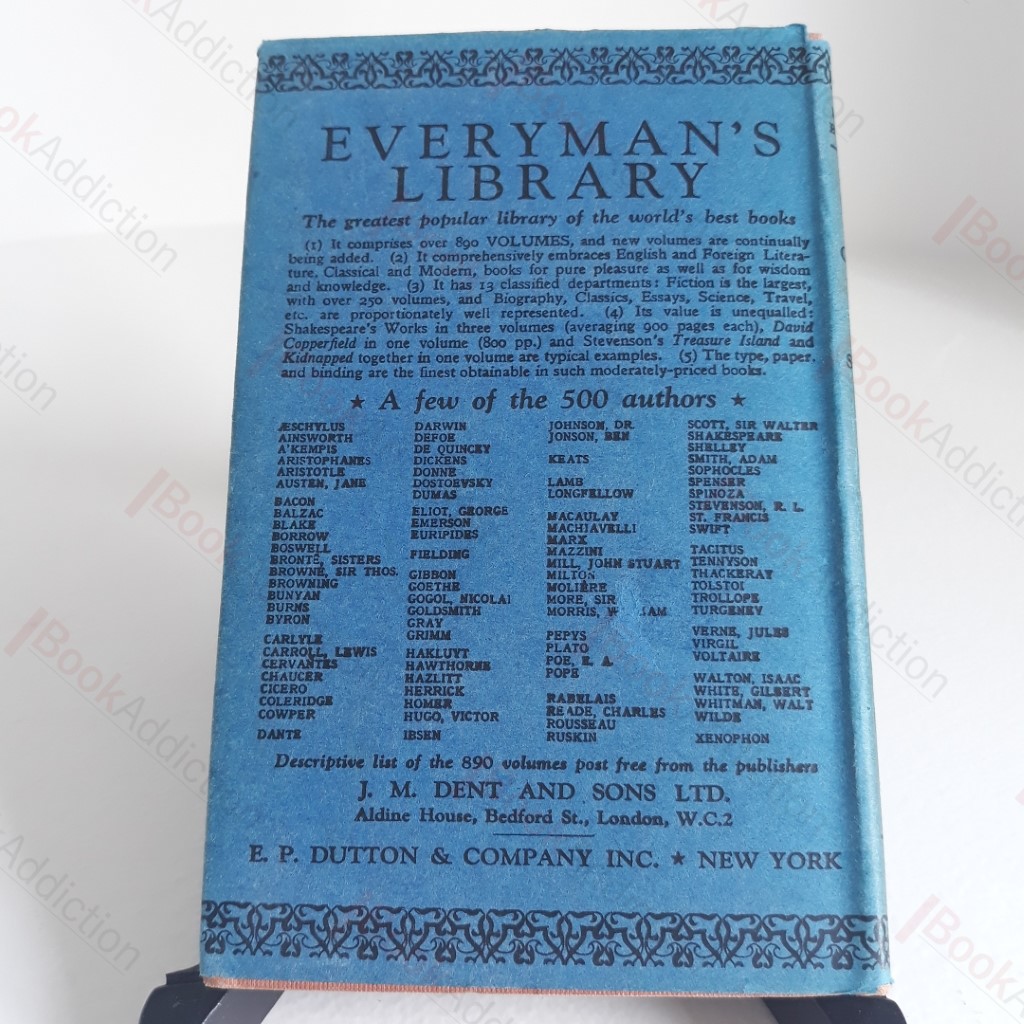 EVERYMAN'S
LIBRARY
The greatest popular library of the world's best books
(1) It comprises over 890 VOLUMES, and new volumes are continually
being added. (2) It comprehensively embraces English and Foreign Litera-
ture, Classical and Modern, books for pure pleasure as well as for wisdom
and knowledge. (3) It has 13 classified departments: Fiction is the largest,
with over 250 volumes, and Biography, Classics, Essays, Science, Travel,
etc. are proportionately well represented. (4) Its value is unequalled:
Shakespeare's Works in three volumes (averaging 900 pages each), David
Copperfield in one volume (800 pp.) and Stevenson's Treasure Island and
Kidnapped together in one volume are typical examples. (5) The type, paper,
and binding are the finest obtainable in such moderately-priced books.
★ A few of the 500 authors ★
ÆSCHYLUS
AINSWORTH
A'KEMPIS
ARISTOPHANES
ARISTOTLE
AUSTEN, JANE
BACON
BALZAC
BLAKE
BORROW
BOSWELL
BRONTË, SISTERS
BROWNE, SIR THOS.
BROWNING
BUNYAN
BURNS
BYRON
CARLYLE
CARROLL, LEWIS
CERVANTES
CHAUCER
CICERO
COLERIDGE
COWPER
DANTE
DARWIN
DEFOE
DE QUINCEY
DICKENS
DONNE
DOSTOEVSKY
DUMAS
ELIOT, GEORGE
EMERSON
EURIPIDES
FIELDING
GIBBON
GOETHE
GOGOL, NICOLAI
GOLDSMITH
GRAY
GRIMM
HAKLUYT
HAWTHORNE
HAZLITT
HERRICK
HOMER
HUGO, VICTOR
IBSEN
JOHNSON, DR.
JONSON, BEN
KEATS
LAMB
LONGFELLOW
MACAULAY
MACHIAVELLI
MARX
MAZZINI
MILL, JOHN STUART
MILTON
MOLIÈRE
MORE, SIR
MORRIS,
PEPYS
PLATO
POE, E. A.
POPE
RABELAIS
READE, CHARLES
ROUSSEAU
RUSKIN
SCOTT, SIR WALTER
SHAKESPEARE
SHELLEY
SMITH, ADAM
SOPHOCLES
SPENSER
SPINOZA
STEVENSON, R. L.
ST. FRANCIS
SWIFT
TACITUS
TENNYSON
THACKERAY
TOLSTOI
TROLLOPE
TURGENEV
VERNE, JULES
VIRGIL
VOLTAIRE
WALTON, ISAAC
WHITE, GILBERT
WHITMAN, WALT
WILDE
XENOPHON
Descriptive list of the 890 volumes post free from the publishers
J. M. DENT AND SONS LTD.
Aldine House, Bedford St., London, W.C.2
E. P. DUTTON & COMPANY INC. ★ NEW YORK
BookAddiction